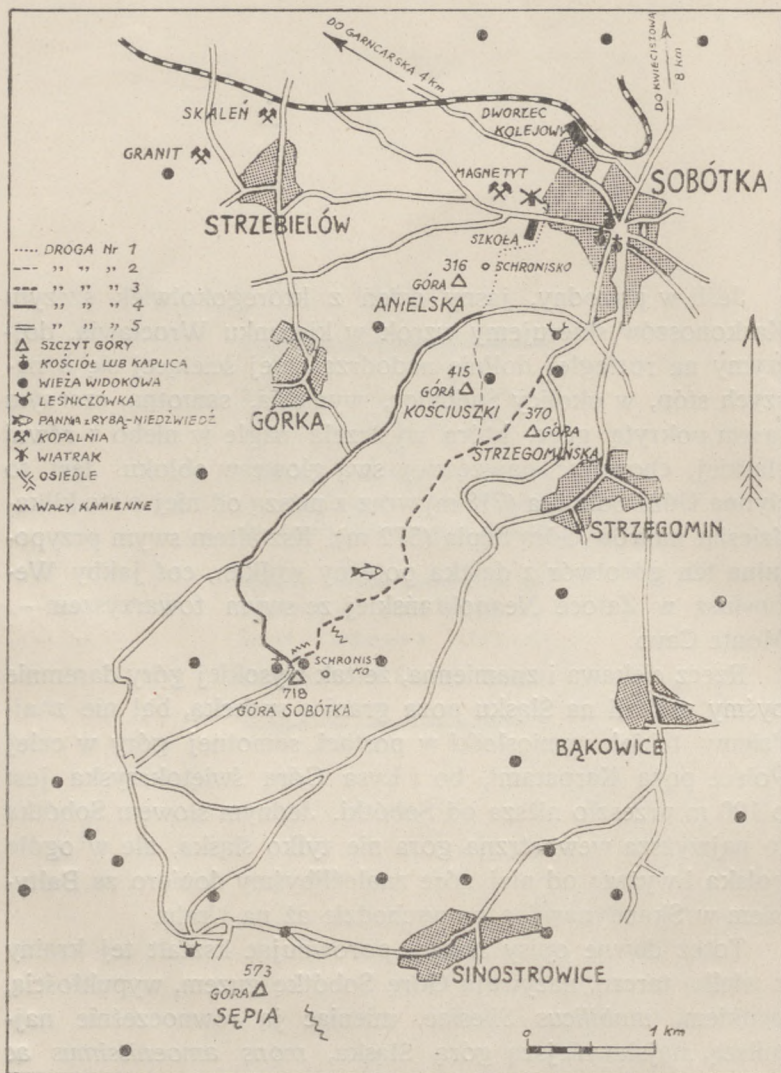 DO GARNCARSKA 4 km
DO KWIECISZOWA
8 km
SKALEŃ
DWORZEC
KOLEJOWY
GRANIT
MAGNETYT
SOBÓTKA
STRZEBIELÓW
SZKOŁA
SCHRONISKO
316
GÓRA
ANIELSKA
DROGA Nr 1
" " " 2
" " " 3
" " " 4
" " " 5
SZCZYT GÓRY
KOŚCIÓŁ LUB KAPLICA
WIEŻA WIDOKOWA
LEŚNICZÓWKA
PANNA z RYBĄ-NIEDŹWIEDŹ
KOPALNIA
WIATRAK
OSIEDLE
WAŁY KAMIENNE
GÓRKA
415
GÓRA
KOŚCIUSZKI
370
GÓRA
STRZEGOMIŃSKA
STRZEGOMIN
SCHRONIS-
KO
718
GÓRA SOBÓTKA
BĄKOWICE
SINOSTROWICE
573
GÓRA
SĘPIA
0 1 km